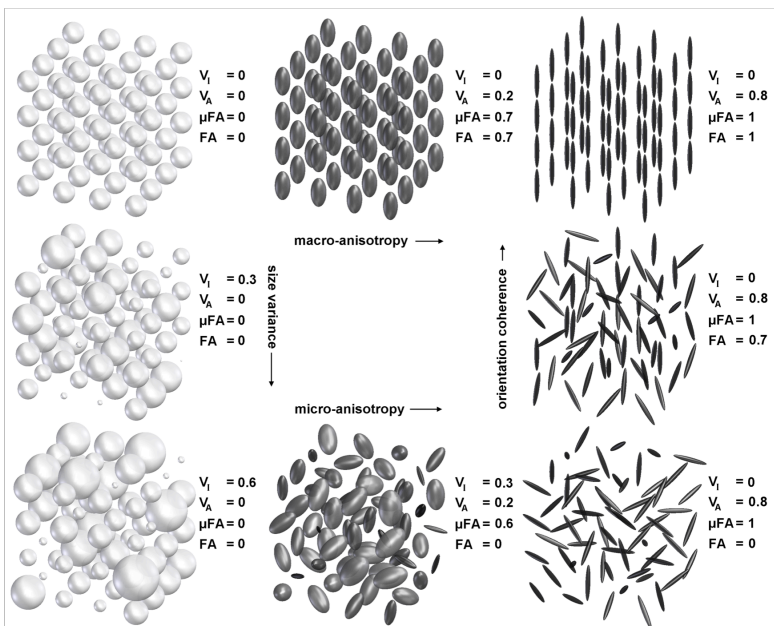 V_I = 0
V_A = 0
μFA = 0
FA = 0
V_I = 0
V_A = 0.2
μFA = 0.7
FA = 0.7
V_I = 0
V_A = 0.8
μFA = 1
FA = 1
macro-anisotropy
V_I = 0.3
V_A = 0
μFA = 0
FA = 0
size variance
orientation coherence
V_I = 0
V_A = 0.8
μFA = 1
FA = 0.7
micro-anisotropy
V_I = 0.6
V_A = 0
μFA = 0
FA = 0
V_I = 0.3
V_A = 0.2
μFA = 0.6
FA = 0
V_I = 0
V_A = 0.8
μFA = 1
FA = 0